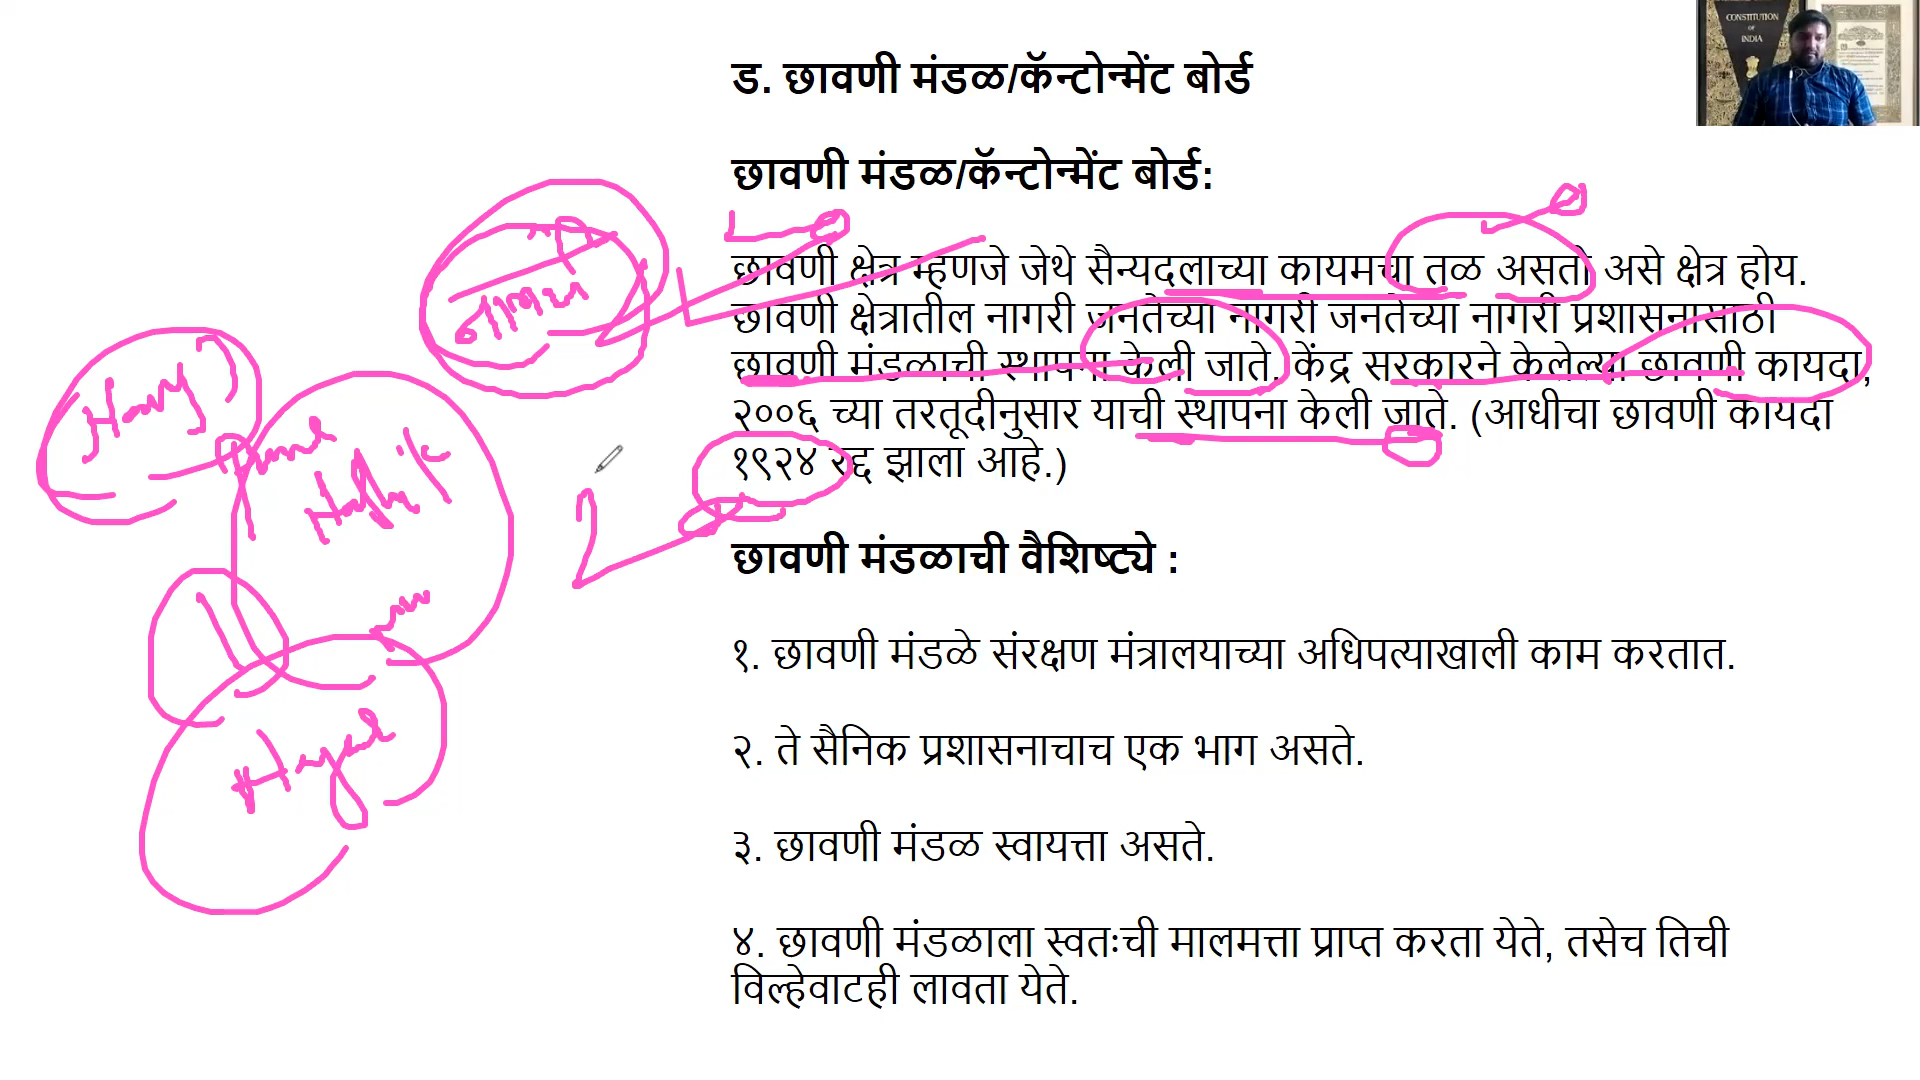 CONSTITUTION
OF
INDIA
ड. छावणी मंडळ/कॅन्टोन्मेंट बोर्ड
छावणी मंडळ/कॅन्टोन्मेंट बोर्ड:
छावणी क्षेत्र म्हणजे जेथे सैन्यदलाच्या कायमचा तळ असतो असे क्षेत्र होय.
छावणी क्षेत्रातील नागरी जनतेच्या नागरी जनतेच्या नागरी प्रशासनासाठी
छावणी मंडळाची स्थापना केली जाते. केंद्र सरकारने केलेल्या छावणी कायदा,
२००६ च्या तरतूदीनुसार याची स्थापना केली जाते. (आधीचा छावणी कायदा
१९२४ रद्द झाला आहे.)
छावणी मंडळाची वैशिष्ट्ये :
१. छावणी मंडळे संरक्षण मंत्रालयाच्या अधिपत्याखाली काम करतात.
२. ते सैनिक प्रशासनाचाच एक भाग असते.
३. छावणी मंडळ स्वायत्ता असते.
४. छावणी मंडळाला स्वतःची मालमत्ता प्राप्त करता येते, तसेच तिची
विल्हेवाटही लावता येते.